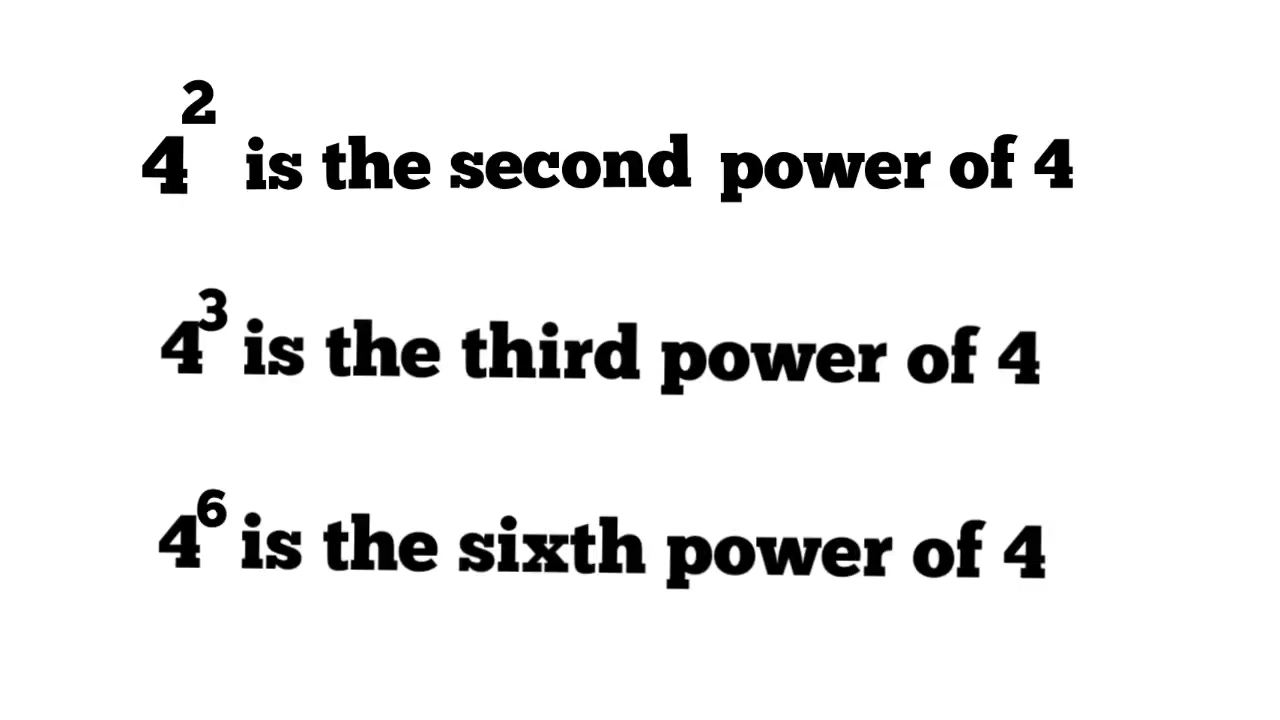 4² is the second power of 4
4³ is the third power of 4
4⁶ is the sixth power of 4